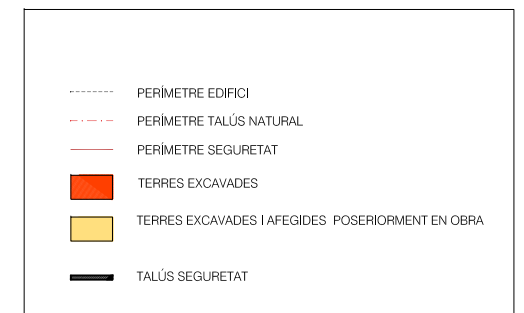 PERÍMETRE EDIFICI
PERÍMETRE TALÚS NATURAL
PERÍMETRE SEGURETAT
TERRES EXCAVADES
TERRES EXCAVADES I AFEGIDES POSERIORMENT EN OBRA
TALÚS SEGURETAT